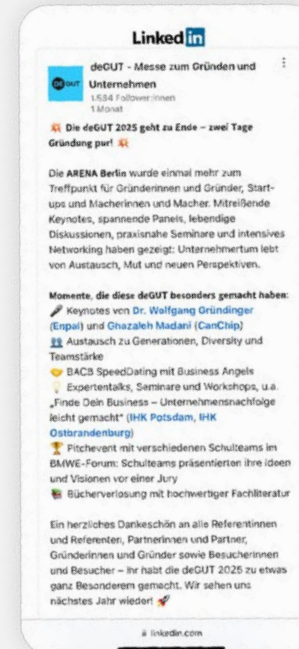 LinkedIn
deGUT - Messe zum Gründen und
Unternehmen
1.534 Follower:innen
1 Monat
💥 Die deGUT 2025 geht zu Ende – zwei Tage
Gründung pur! 💥
Die ARENA Berlin wurde einmal mehr zum
Treffpunkt für Gründerinnen und Gründer, Start-
ups und Macherinnen und Macher. Mitreißende
Keynotes, spannende Panels, lebendige
Diskussionen, praxisnahe Seminare und intensives
Networking haben gezeigt: Unternehmertum lebt
von Austausch, Mut und neuen Perspektiven.
Momente, die diese deGUT besonders gemacht haben:
🎤 Keynotes von Dr. Wolfgang Gründinger
(Enpal) und Ghazaleh Madani (CanChip)
👥 Austausch zu Generationen, Diversity und
Teamstärke
🤝 BACB SpeedDating mit Business Angels
💡 Expertentalks, Seminare und Workshops, u.a.
„Finde Dein Business – Unternehmensnachfolge
leicht gemacht“ (IHK Potsdam, IHK
Ostbrandenburg)
🏆 Pitchevent mit verschiedenen Schulteams im
BMWE-Forum: Schulteams präsentierten ihre Ideen
und Visionen vor einer Jury
📚 Bücherverlosung mit hochwertiger Fachliteratur
Ein herzliches Dankeschön an alle Referentinnen
und Referenten, Partnerinnen und Partner,
Gründerinnen und Gründer sowie Besucherinnen
und Besucher – ihr habt die deGUT 2025 zu etwas
ganz Besonderem gemacht. Wir sehen uns
nächstes Jahr wieder! 🚀
linkedin.com